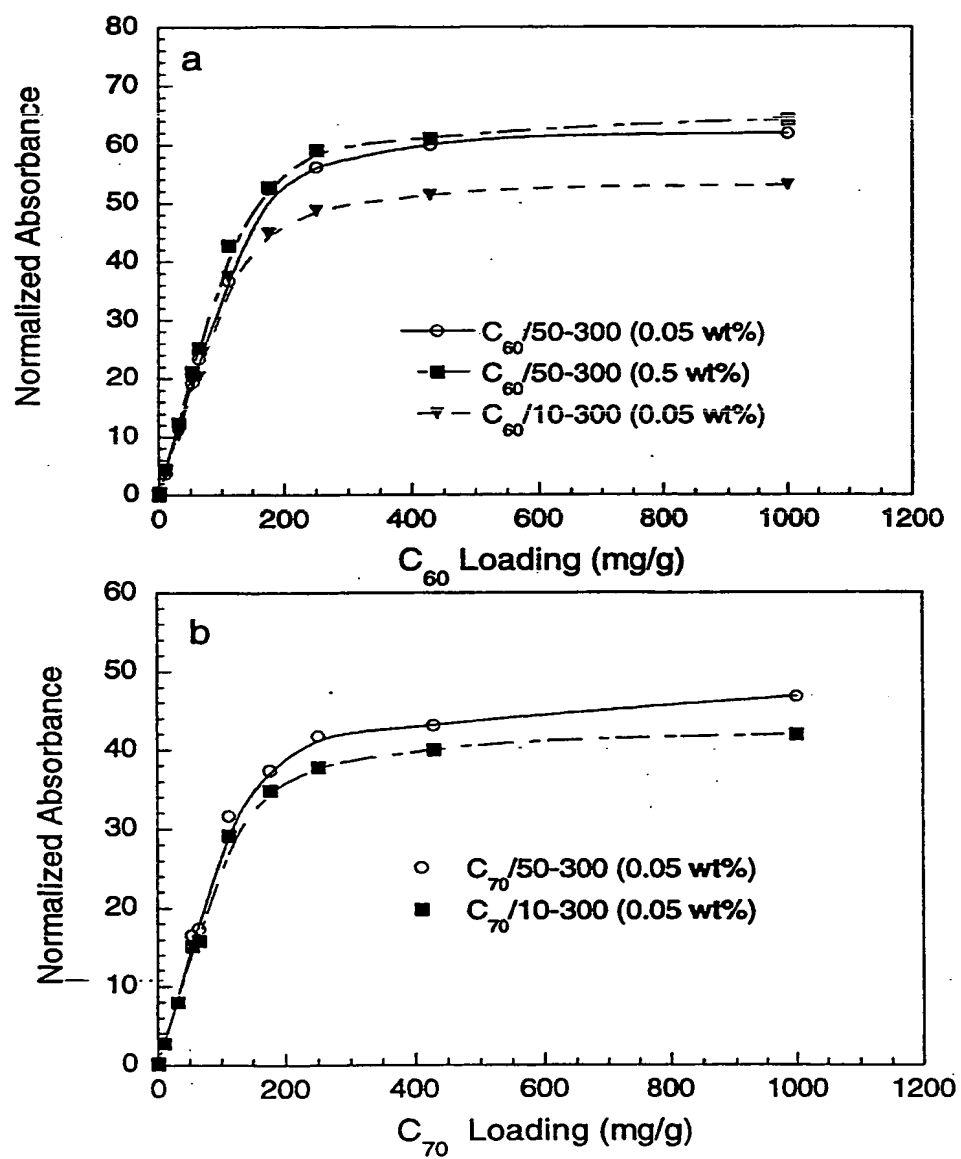 80
a
70
60
50
40
30
20
10
0
Normalized Absorbance
C60/50-300 (0.05 wt%)
C60/50-300 (0.5 wt%)
C60/10-300 (0.05 wt%)
0 200 400 600 800 1000 1200
C60 Loading (mg/g)
60
b
50
40
30
20
10
0
Normalized Absorbance
C70/50-300 (0.05 wt%)
C70/10-300 (0.05 wt%)
0 200 400 600 800 1000 1200
C70 Loading (mg/g)